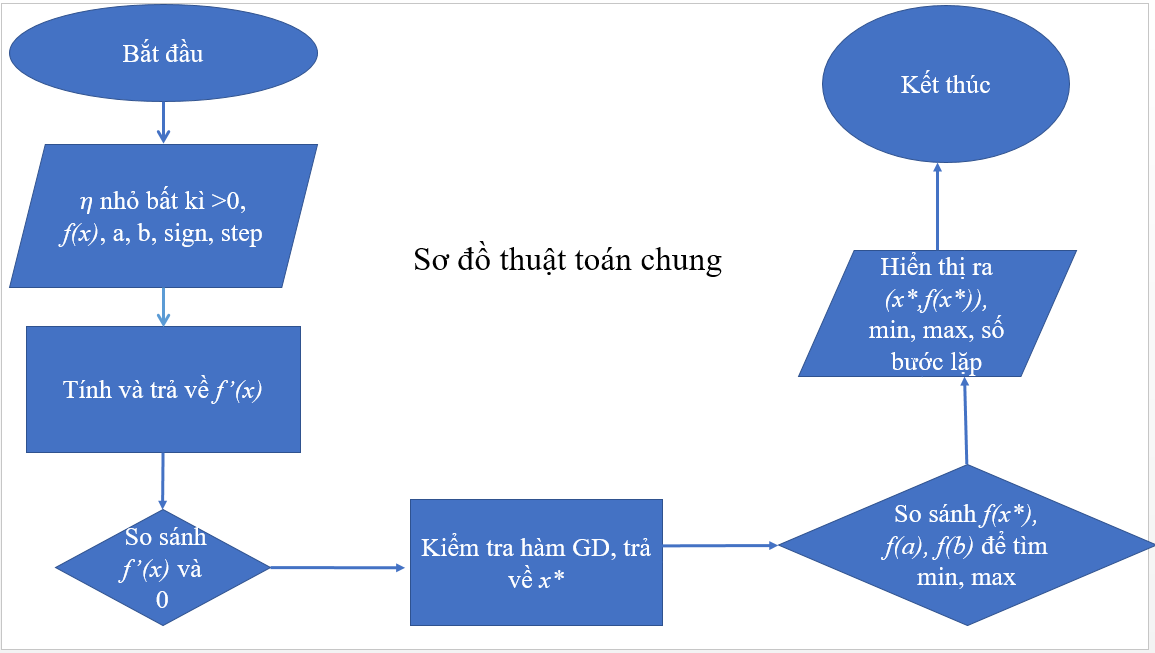 Bắt đầu
η nhỏ bất kì >0,
f(x), a, b, sign, step
Tính và trả về f’(x)
So sánh
f’(x) và
0
Sơ đồ thuật toán chung
Kiểm tra hàm GD, trả
về x*
So sánh f(x*),
f(a), f(b) để tìm
min, max
Hiển thị ra
(x*,f(x*)),
min, max, số
bước lặp
Kết thúc